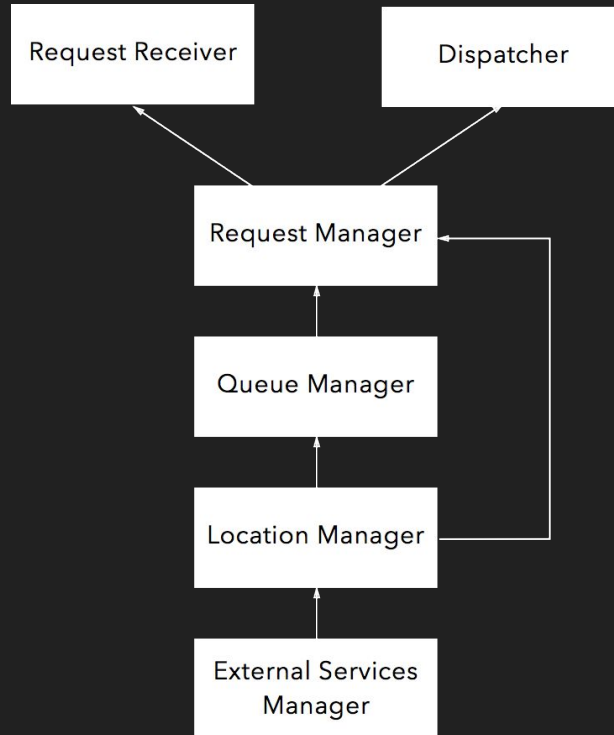 Request Receiver
Dispatcher
Request Manager
Queue Manager
Location Manager
External Services
Manager